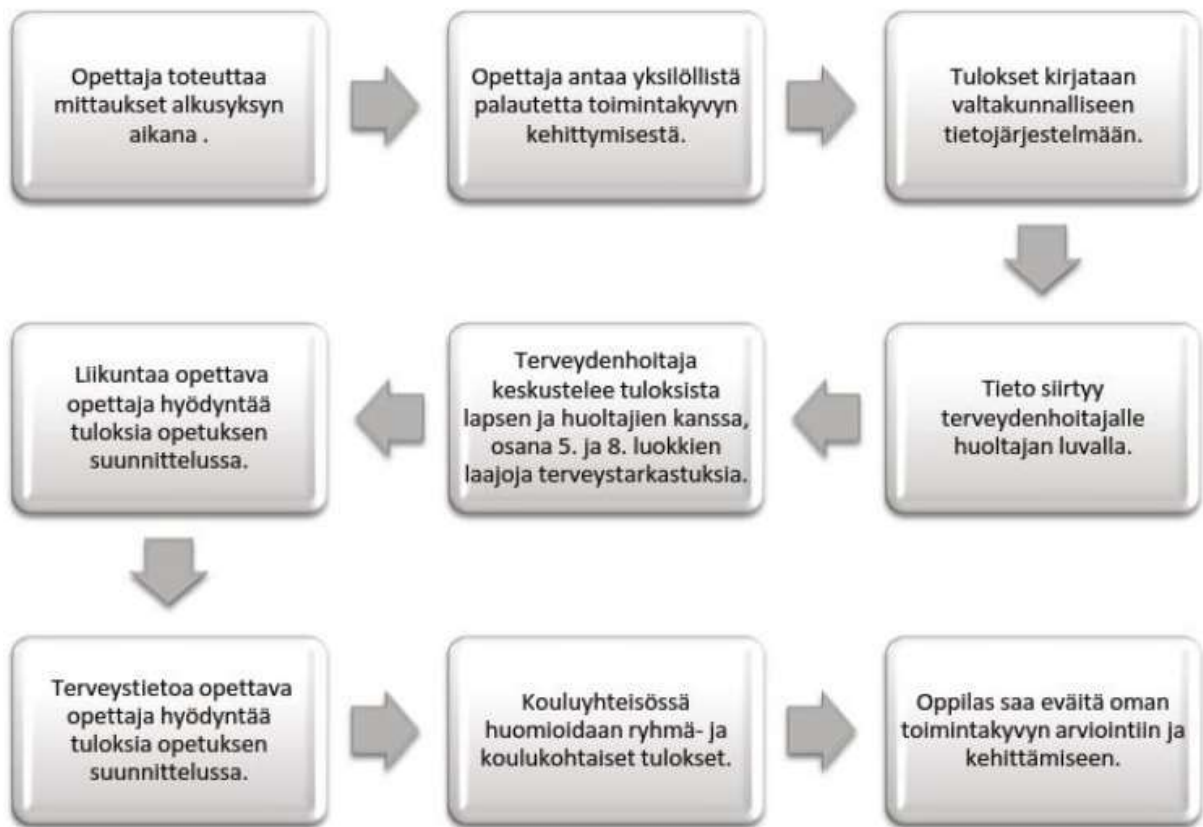 Opettaja toteuttaa
mittaukset alkusyksyn
aikana .
Opettaja antaa yksilöllistä
palautetta toimintakyvyn
kehittymisestä.
Tulokset kirjataan
valtakunnalliseen
tietojärjestelmään.
Tieto siirtyy
terveydenhoitajalle
huoltajan luvalla.
Terveydenhoitaja
keskustelee tuloksista
lapsen ja huoltajien kanssa,
osana 5. ja 8. luokkien
laajoja terveystarkastuksia.
Liikuntaa opettava
opettaja hyödyntää
tuloksia opetuksen
suunnittelussa.
Terveystietoa opettava
opettaja hyödyntää
tuloksia opetuksen
suunnittelussa.
Kouluyhteisössä
huomioidaan ryhmä- ja
koulukohtaiset tulokset.
Oppilas saa eväitä oman
toimintakyvyn arviointiin ja
kehittämiseen.